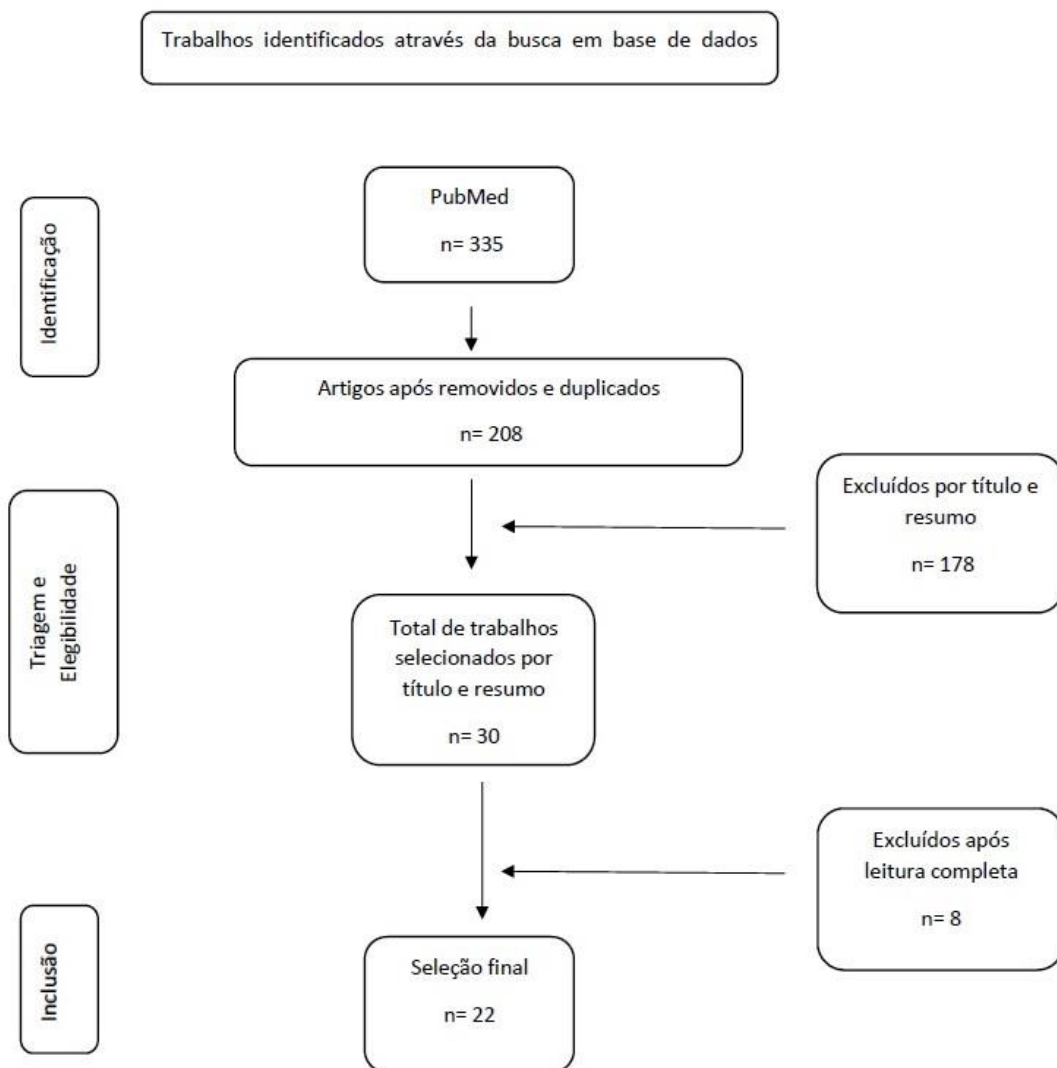 Trabalhos identificados através da busca em base de dados
Identificação
PubMed
n= 335
Artigos após removidos e duplicados
n= 208
Triagem e
Elegibilidade
Excluídos por título e
resumo
n= 178
Total de trabalhos
selecionados por
título e resumo
n= 30
Excluídos após
leitura completa
n= 8
Inclusão
Seleção final
n= 22